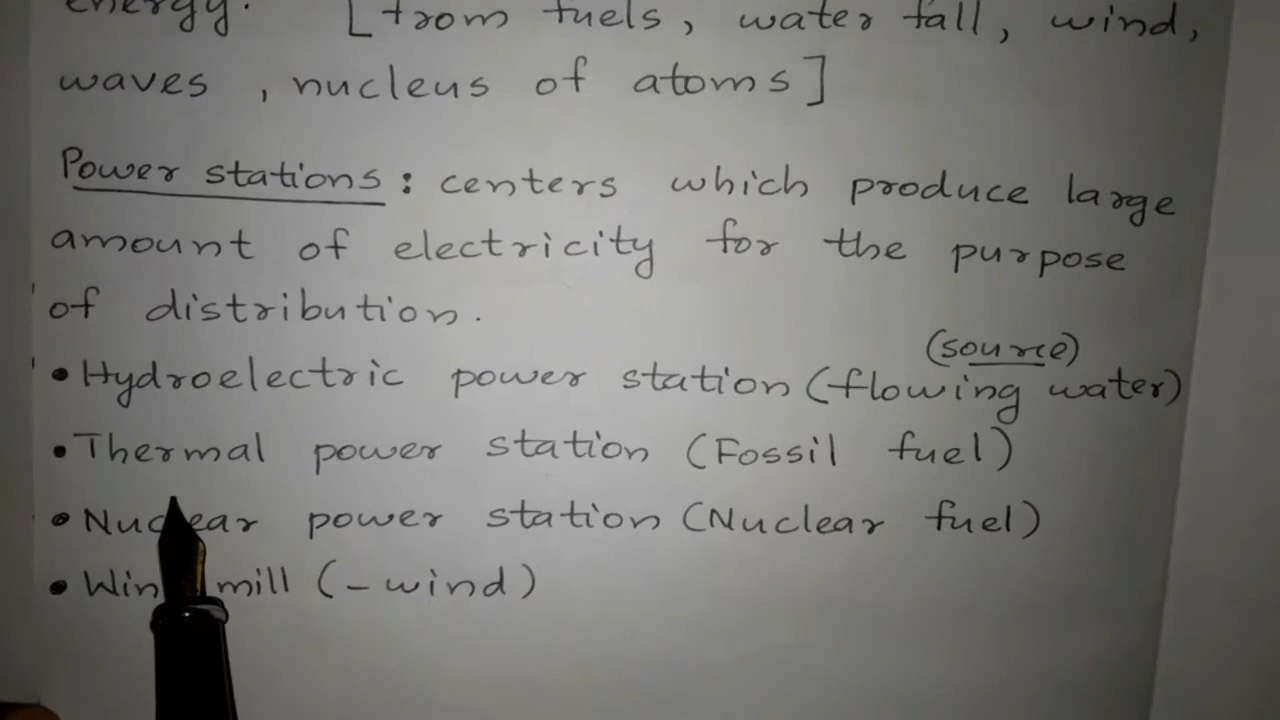 energy. [from fuels, water fall, wind,
waves, nucleus of atoms]
Power stations: centers which produce large
amount of electricity for the purpose
of distribution.
(source)
• Hydroelectric power station (flowing water)
• Thermal power station (Fossil fuel)
• Nuclear power station (Nuclear fuel)
• Wind mill (- wind)